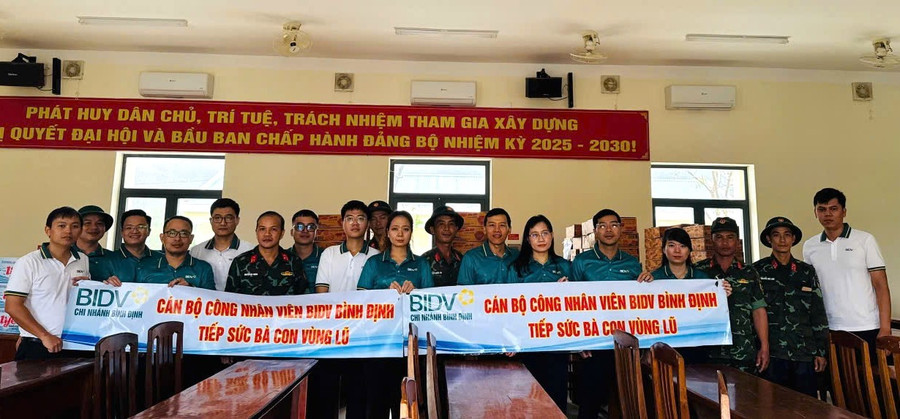 PHÁT HUY DÂN CHỦ, TRÍ TUỆ, TRÁCH NHIỆM THAM GIA XÂY DỰNG
QUYẾT ĐẠI HỘI VÀ BẦU BAN CHẤP HÀNH ĐẢNG BỘ NHIỆM KỲ 2025 - 2030!
BIDV
CHI NHÁNH BÌNH ĐỊNH
CÁN BỘ CÔNG NHÂN VIÊN BIDV BÌNH ĐỊNH
TIẾP SỨC BÀ CON VÙNG LŨ
BIDV
CHI NHÁNH BÌNH ĐỊNH
CÁN BỘ CÔNG NHÂN VIÊN BIDV BÌNH ĐỊNH
TIẾP SỨC BÀ CON VÙNG LŨ